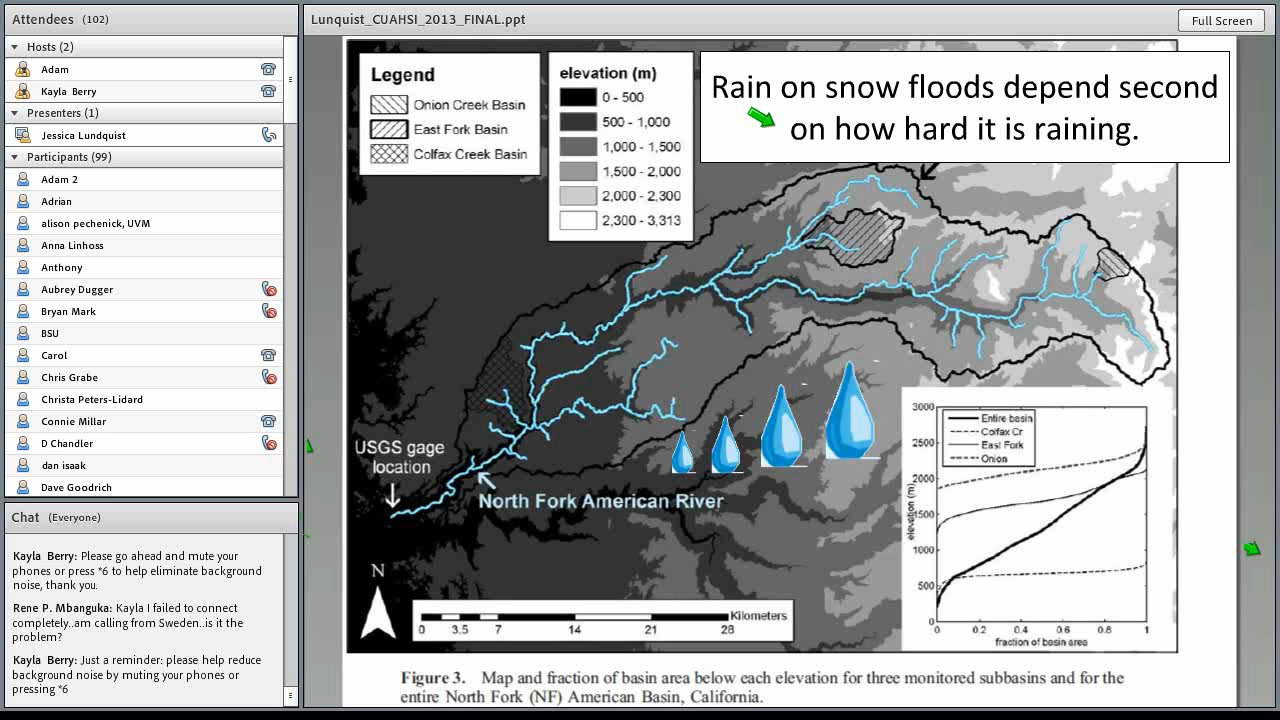 Attendees (102)
Hosts (2)
Adam
Kayla Berry
Presenters (1)
Jessica Lundquist
Participants (99)
Adam 2
Adrian
alison pechenick, UVM
Anna Linhoss
Anthony
Aubrey Dugger
Bryan Mark
BSU
Carol
Chris Grabe
Christa Peters-Lidard
Connie Millar
D Chandler
dan isaak
Dave Goodrich
Chat (Everyone)
Kayla Berry: Please go ahead and mute your
phones or press *6 to help eliminate background
noise, thank you.
Rene P. Mbanguka: Kayla I failed to connect
completely...calling from Sweden..is it the
problem?
Kayla Berry: Just a reminder: please help reduce
background noise by muting your phones or
pressing *6
Lunquist_CUAHSI_2013_FINAL.ppt
Full Screen
Legend
Onion Creek Basin
East Fork Basin
Colfax Creek Basin
elevation (m)
0 - 500
500 - 1,000
1,000 - 1,500
1,500 - 2,000
2,000 - 2,300
2,300 - 3,313
Rain on snow floods depend second
on how hard it is raining.
USGS gage
location
North Fork American River
N
0 3.5 7 14 21 28
Kilometers
3000
2500
2000
1500
1000
500
0
elevation (m)
Entire basin
Colfax Cr
East Fork
Onion
0 0.2 0.4 0.6 0.8 1
fraction of basin area
Figure 3. Map and fraction of basin area below each elevation for three monitored subbasins and for the
entire North Fork (NF) American Basin, California.